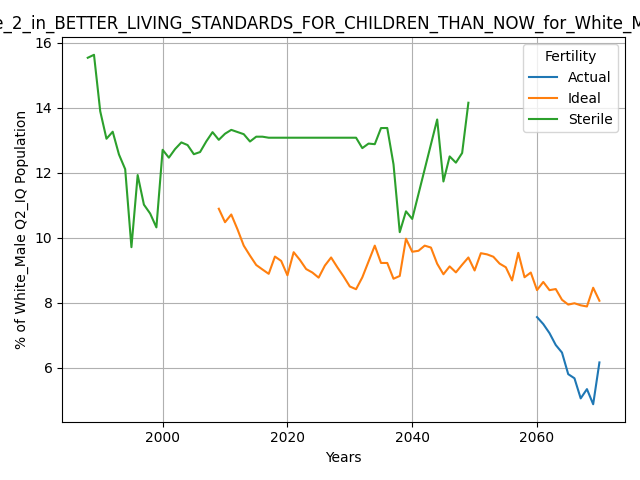 e_2_in_BETTER_LIVING_STANDARDS_FOR_CHILDREN_THAN_NOW_for_White_M
Fertility
Actual
Ideal
Sterile
% of White_Male Q2_IQ Population
16
14
12
10
8
6
2000
2020
2040
2060
Years